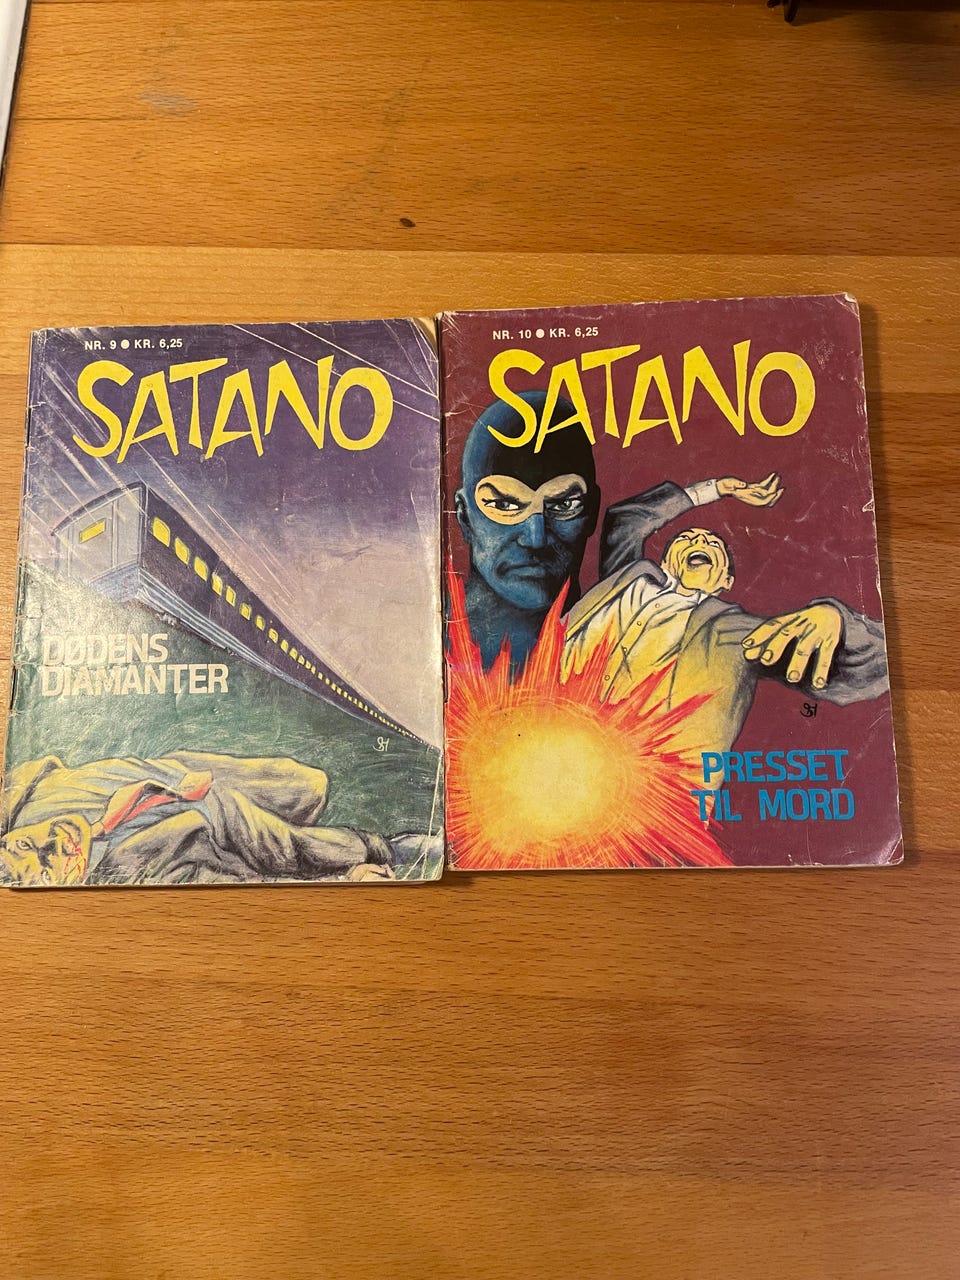 NR. 9 ● KR. 6,25
SATANO
DØDENS
DIAMANTER
NR. 10 ● KR. 6,25
SATANO
PRESSET
TIL MORD